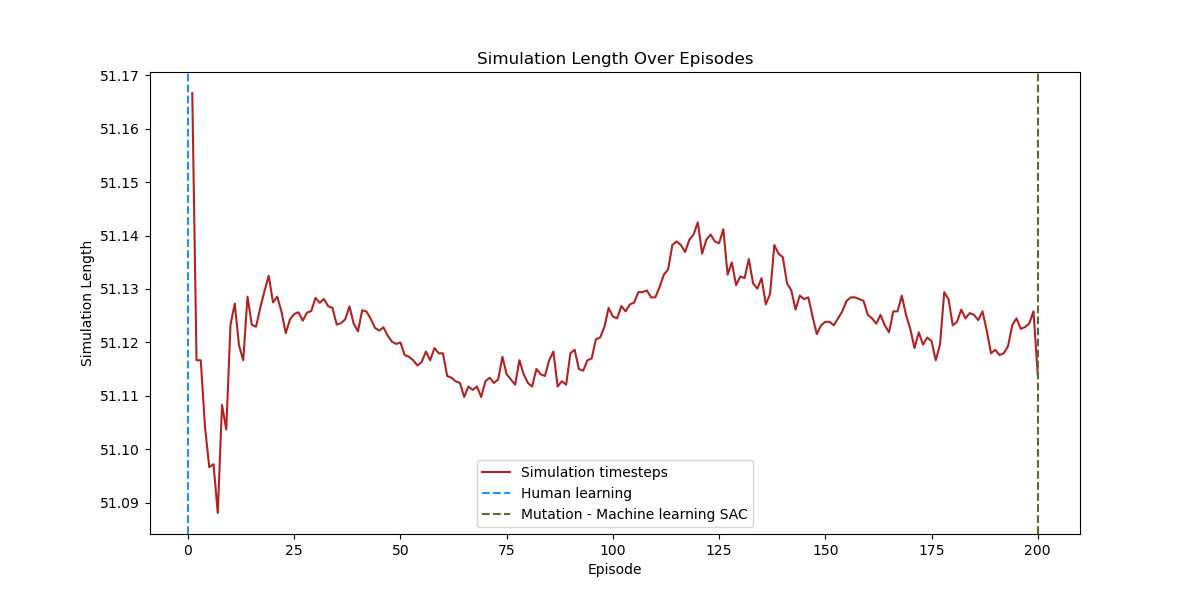 Simulation Length Over Episodes
51.17
51.16
51.15
51.14
51.13
51.12
51.11
51.10
51.09
Simulation Length
Simulation timesteps
Human learning
Mutation - Machine learning SAC
0 25 50 75 100 125 150 175 200
Episode